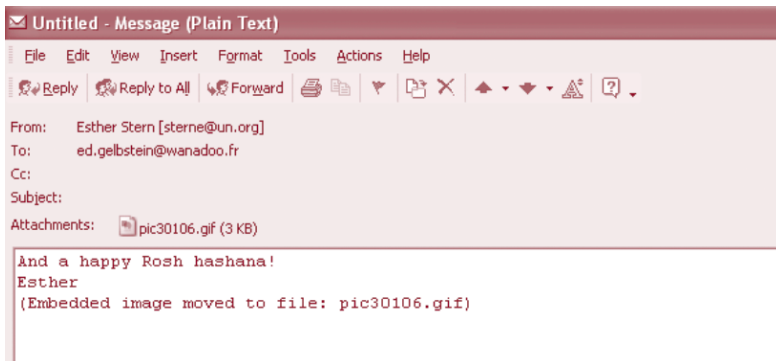 Untitled - Message (Plain Text)
File Edit View Insert Format Tools Actions Help
Reply Reply to All Forward
From: Esther Stern [sterne@un.org]
To: ed.gelbstein@wanadoo.fr
Cc:
Subject:
Attachments: pic30106.gif (3 KB)
And a happy Rosh hashana!
Esther
(Embedded image moved to file: pic30106.gif)